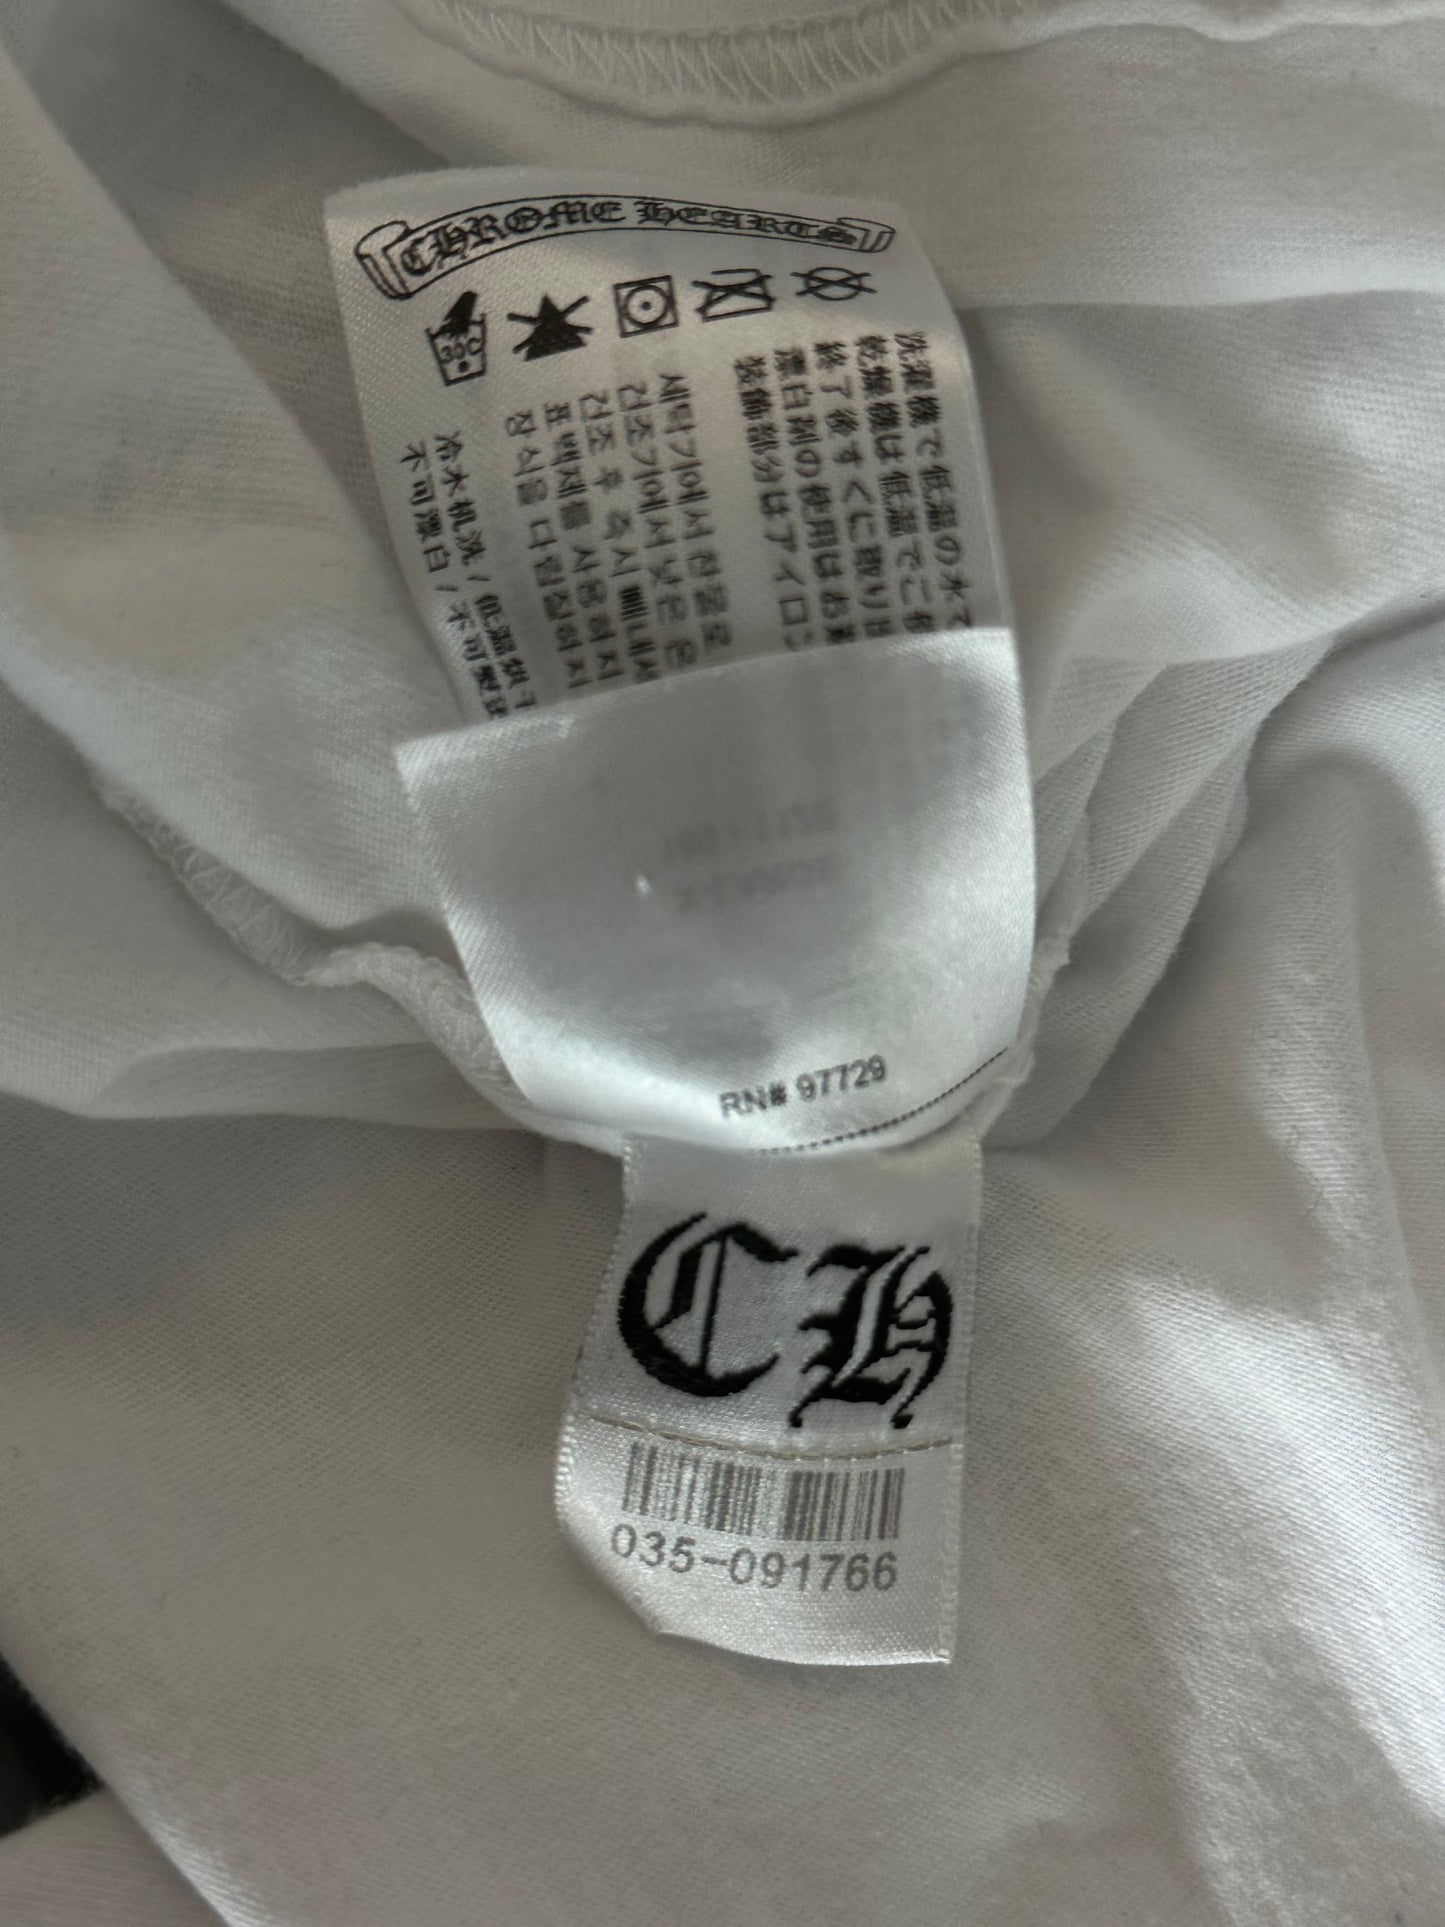 CHROME HEARTS
30C
洗濯機で低温の水で
乾燥機は低温でご使
終了後すぐに取り出
漂白剤の使用はお避
装飾部分はアイロン
세탁기에서 찬물로
건조기에서 낮은 온
건조 후 즉시 빼내세
표백제를 사용하지
장식을 다림질하지
冷水机洗 / 低温烘干
不可漂白 / 不可熨烫
RN# 97729
CH
035-091766